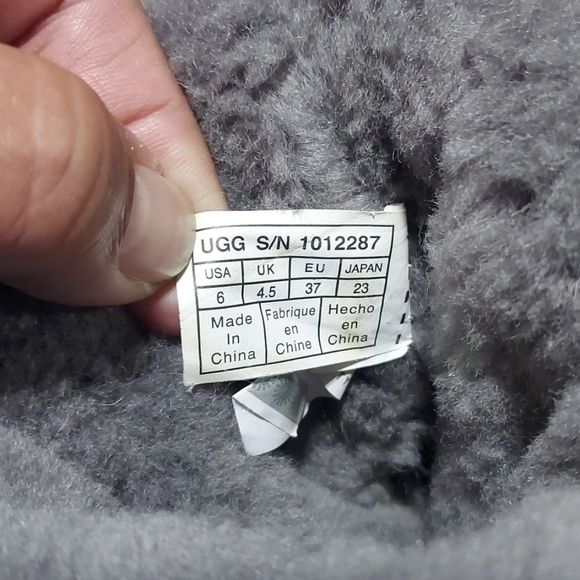 UGG S/N 1012287
USA UK EU JAPAN
6 4.5 37 23
Made In China
Fabrique en Chine
Hecho en China